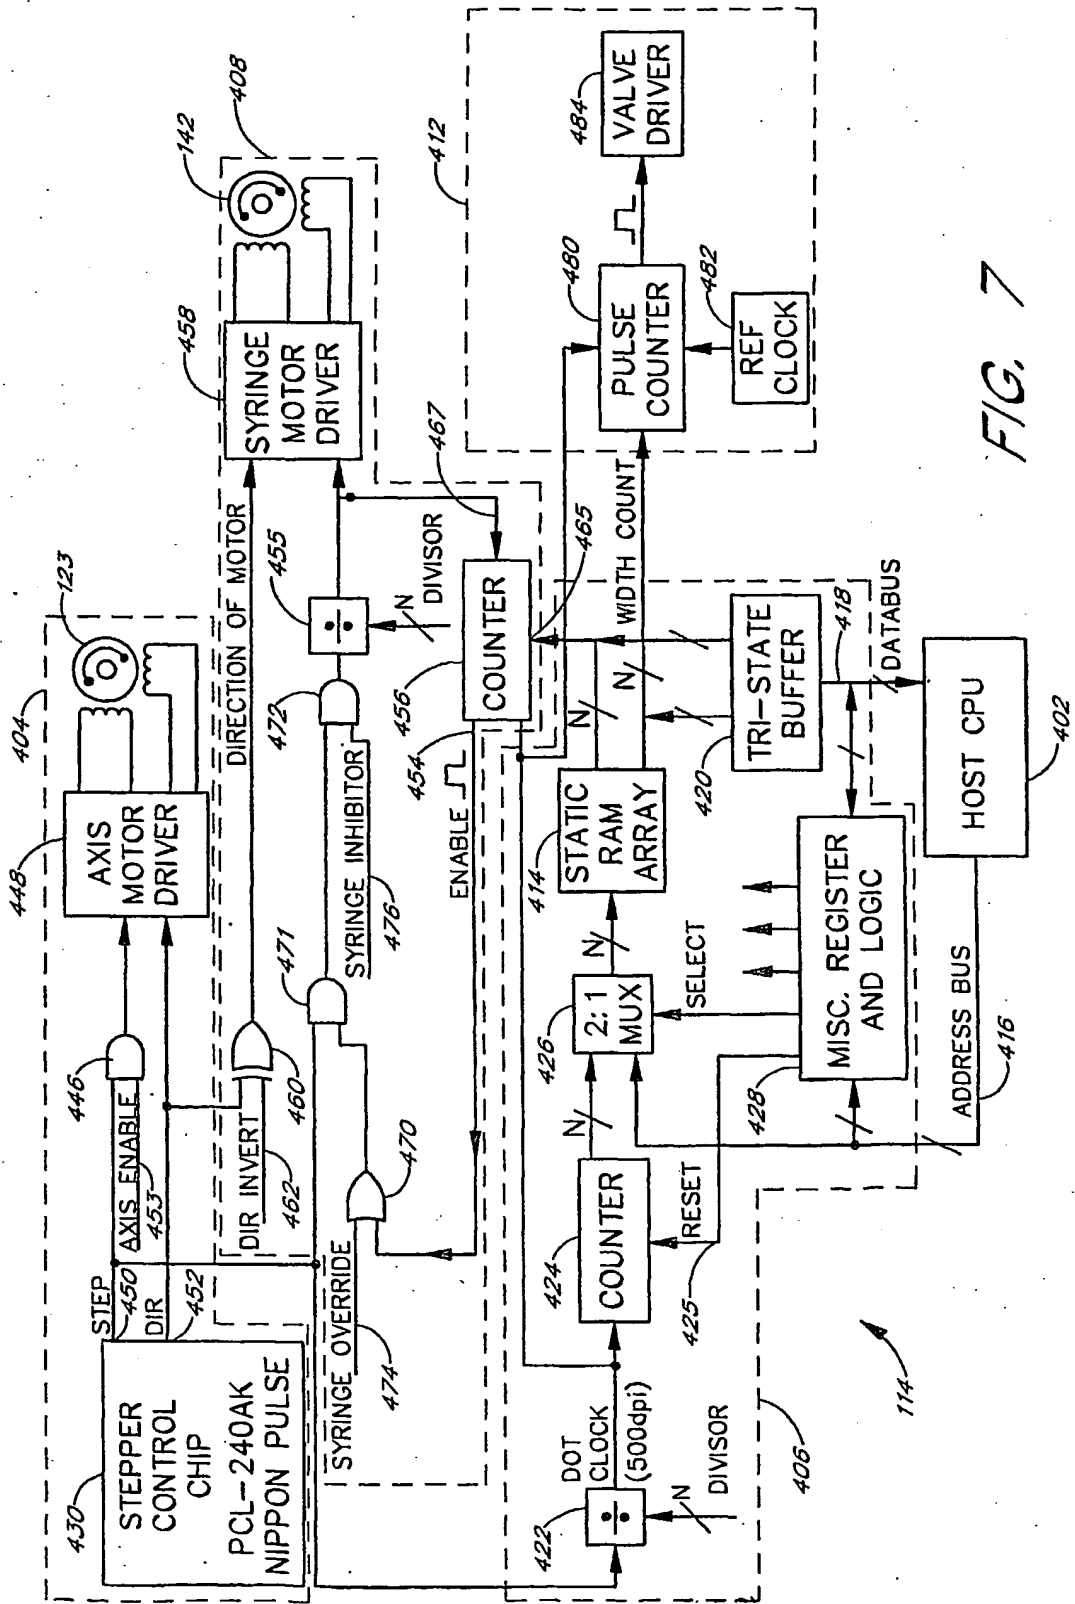 404
123
448
AXIS
MOTOR
DRIVER
446
AXIS ENABLE
453
STEP
450
DIR
452
430
STEPPER
CONTROL
CHIP
PCL-240AK
NIPPON PULSE
142
408
458
SYRINGE
MOTOR
DRIVER
DIRECTION OF MOTOR
455
N
DIVISOR
467
472
SYRINGE INHIBITOR
476
471
460
DIR INVERT
462
470
SYRINGE OVERRIDE
474
456
COUNTER
454
ENABLE
465
412
484
VALVE
DRIVER
480
PULSE
COUNTER
482
REF
CLOCK
WIDTH COUNT
N
N
414
STATIC
RAM
ARRAY
420
TRI-STATE
BUFFER
418
DATABUS
HOST CPU
402
N
426
2:1
MUX
SELECT
428
MISC. REGISTER
AND LOGIC
ADDRESS BUS
416
N
424
COUNTER
RESET
425
DOT
CLOCK
(500dpi)
422
÷
÷
N
DIVISOR
406
114
FIG. 7